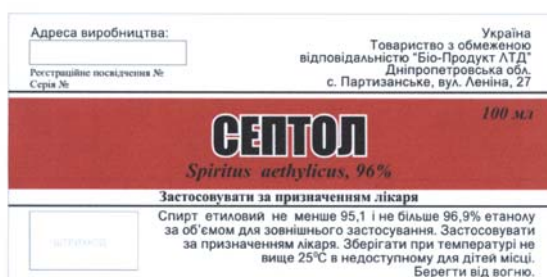 Адреса виробництва:
Реєстраційне посвідчення №
Серія №
Україна
Товариство з обмеженою
відповідальністю "Біо-Продукт ЛТД"
Дніпропетровська обл.
с. Партизанське, вул. Леніна, 27
100 мл
СЕПТОЛ
Spiritus aethylicus, 96%
Застосовувати за призначенням лікаря
Спирт етиловий не менше 95,1 і не більше 96,9% етанолу
за об'ємом для зовнішнього застосування. Застосовувати
за призначенням лікаря. Зберігати при температурі не
вище 25⁰С в недоступному для дітей місці.
Берегти від вогню.